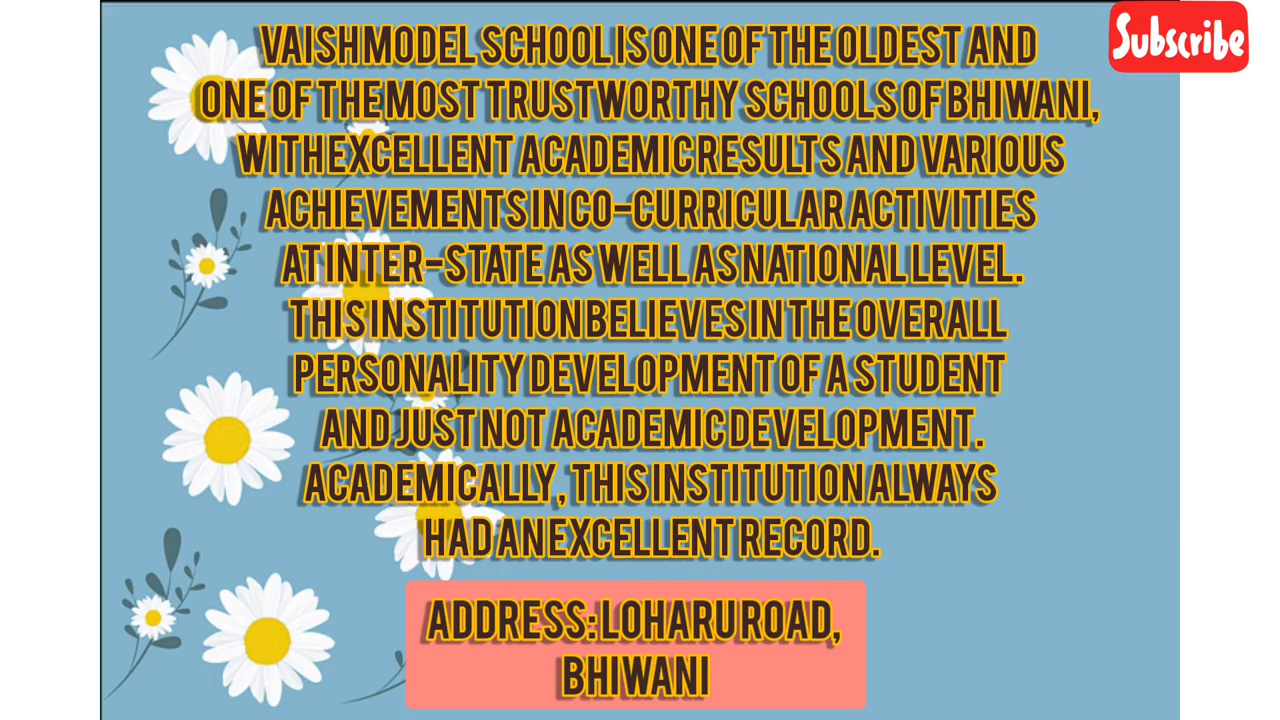 VAISH MODEL SCHOOL IS ONE OF THE OLDEST AND
ONE OF THE MOST TRUSTWORTHY SCHOOLS OF BHIWANI,
WITH EXCELLENT ACADEMIC RESULTS AND VARIOUS
ACHIEVEMENTS IN CO-CURRICULAR ACTIVITIES
AT INTER-STATE AS WELL AS NATIONAL LEVEL.
THIS INSTITUTION BELIEVES IN THE OVERALL
PERSONALITY DEVELOPMENT OF A STUDENT
AND JUST NOT ACADEMIC DEVELOPMENT.
ACADEMICALLY, THIS INSTITUTION ALWAYS
HAD AN EXCELLENT RECORD.
ADDRESS: LOHARU ROAD,
BHIWANI
Subscribe